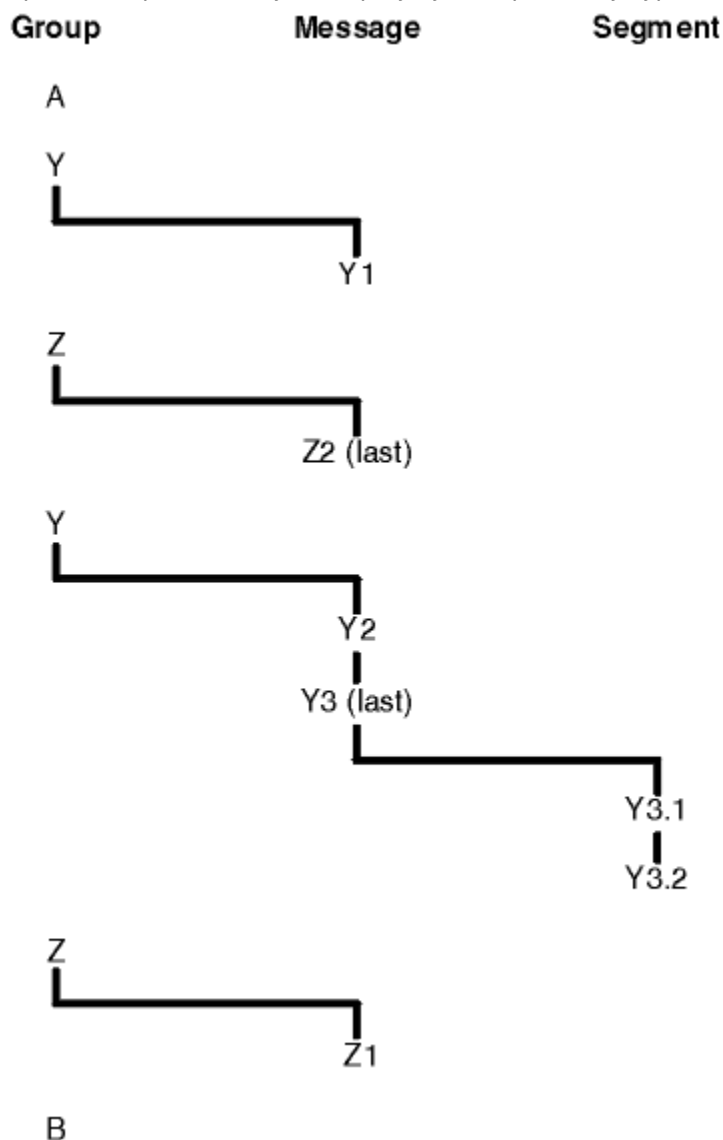 Group Message Segment
A
Y
Y1
Z
Z2 (last)
Y
Y2
Y3 (last)
Y3.1
Y3.2
Z
Z1
B